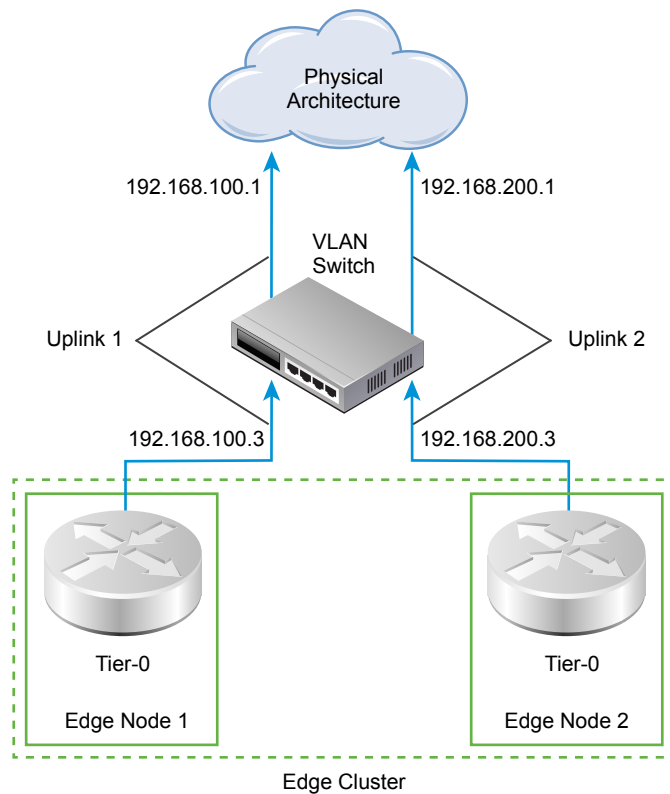 Physical
Architecture
192.168.100.1
192.168.200.1
VLAN
Switch
Uplink 1
Uplink 2
192.168.100.3
192.168.200.3
Tier-0
Tier-0
Edge Node 1
Edge Node 2
Edge Cluster